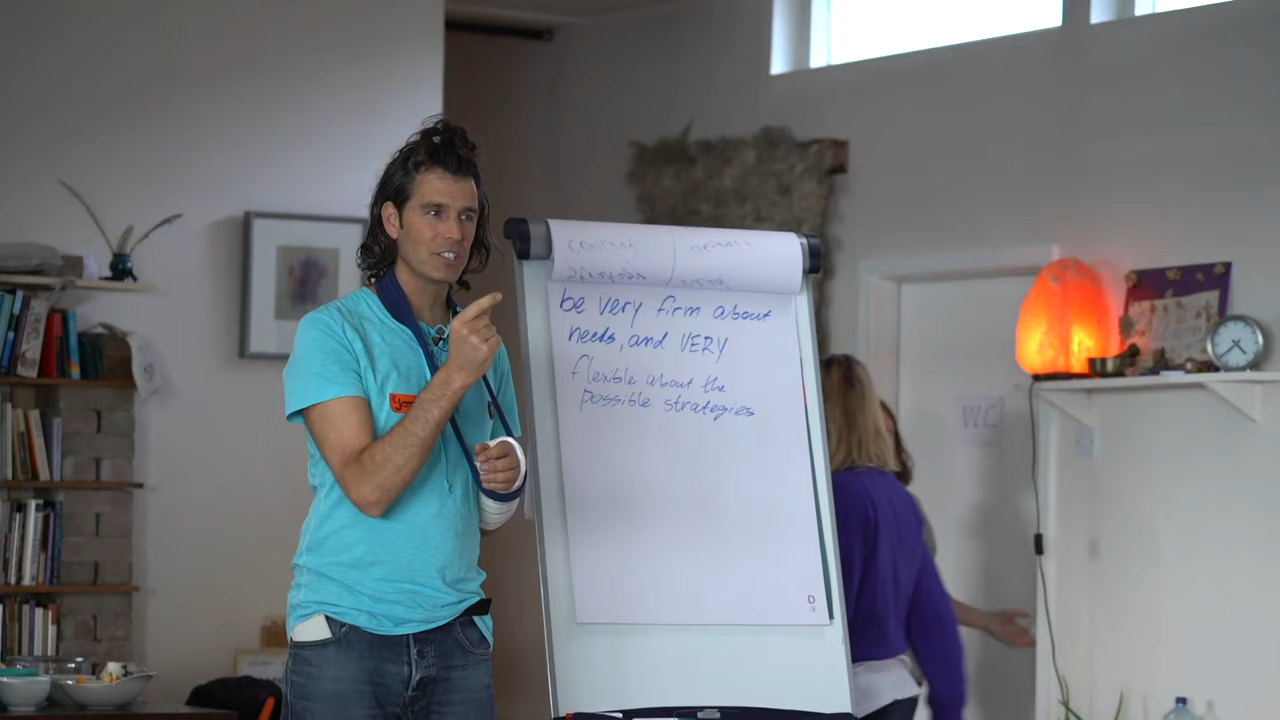 be very firm about
needs, and VERY
flexible about the
possible strategies
D
WC